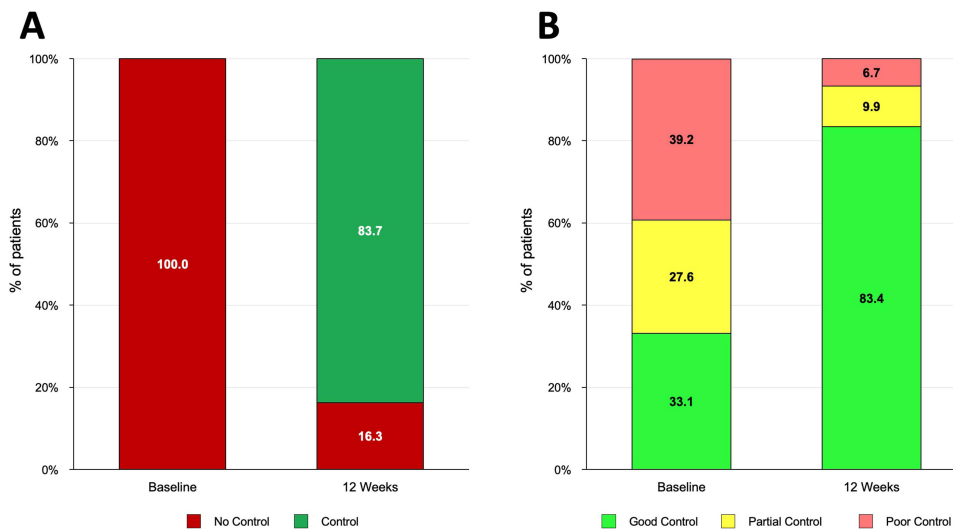 A
% of patients
100%
80%
60%
40%
20%
0%
100.0
83.7
16.3
Baseline
12 Weeks
No Control
Control
B
% of patients
100%
80%
60%
40%
20%
0%
39.2
27.6
33.1
6.7
9.9
83.4
Baseline
12 Weeks
Good Control
Partial Control
Poor Control